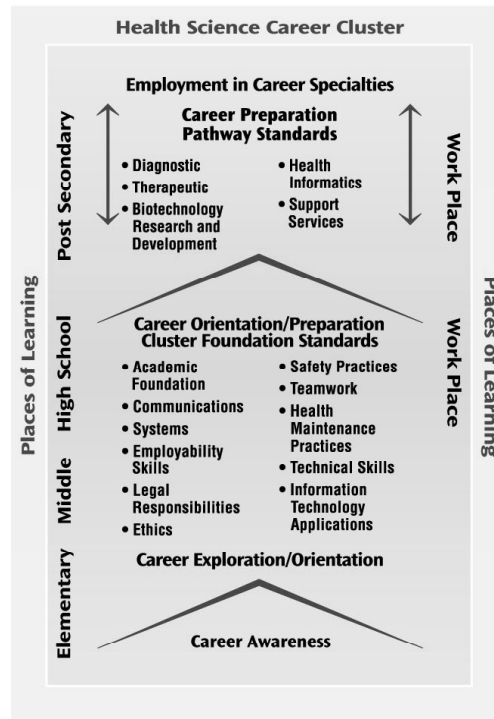 Health Science Career Cluster
Employment in Career Specialties
Career Preparation
Pathway Standards
• Diagnostic
• Therapeutic
• Biotechnology
Research and
Development
• Health
Informatics
• Support
Services
Career Orientation/Preparation
Cluster Foundation Standards
• Academic
Foundation
• Communications
• Systems
• Employability
Skills
• Legal
Responsibilities
• Ethics
• Safety Practices
• Teamwork
• Health
Maintenance
Practices
• Technical Skills
• Information
Technology
Applications
Career Exploration/Orientation
Career Awareness
Places of Learning
Post Secondary
High School
Middle
Elementary
Work Place
Work Place
Places of Learning